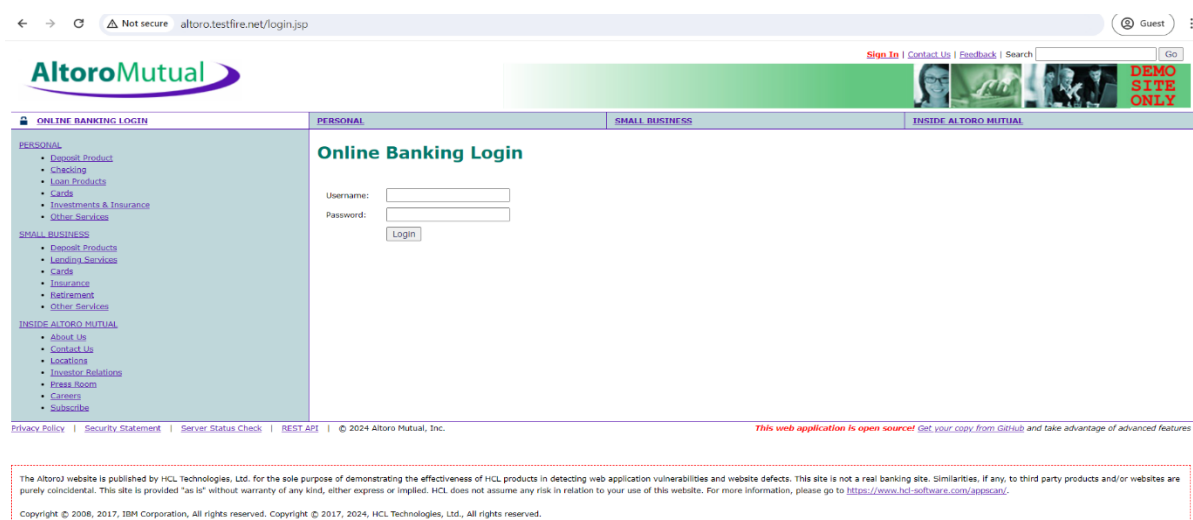 Not secure altoro.testfire.net/login.jsp Guest
Sign In | Contact Us | Feedback | Search Go
AltoroMutual
DEMO
SITE
ONLY
ONLINE BANKING LOGIN PERSONAL SMALL BUSINESS INSIDE ALTORO MUTUAL
PERSONAL
• Deposit Product
• Checking
• Loan Products
• Cards
• Investments & Insurance
• Other Services
SMALL BUSINESS
• Deposit Products
• Lending Services
• Cards
• Insurance
• Retirement
• Other Services
INSIDE ALTORO MUTUAL
• About Us
• Contact Us
• Locations
• Investor Relations
• Press Room
• Careers
• Subscribe
Online Banking Login
Username:
Password:
Login
Privacy Policy | Security Statement | Server Status Check | REST API | © 2024 Altoro Mutual, Inc. This web application is open source! Get your copy from GitHub and take advantage of advanced features
The AltoroJ website is published by HCL Technologies, Ltd. for the sole purpose of demonstrating the effectiveness of HCL products in detecting web application vulnerabilities and website defects. This site is not a real banking site. Similarities, if any, to third party products and/or websites are
purely coincidental. This site is provided "as is" without warranty of any kind, either express or implied. HCL does not assume any risk in relation to your use of this website. For more information, please go to https://www.hcl-software.com/appscan/.
Copyright © 2008, 2017, IBM Corporation, All rights reserved. Copyright © 2017, 2024, HCL Technologies, Ltd., All rights reserved.